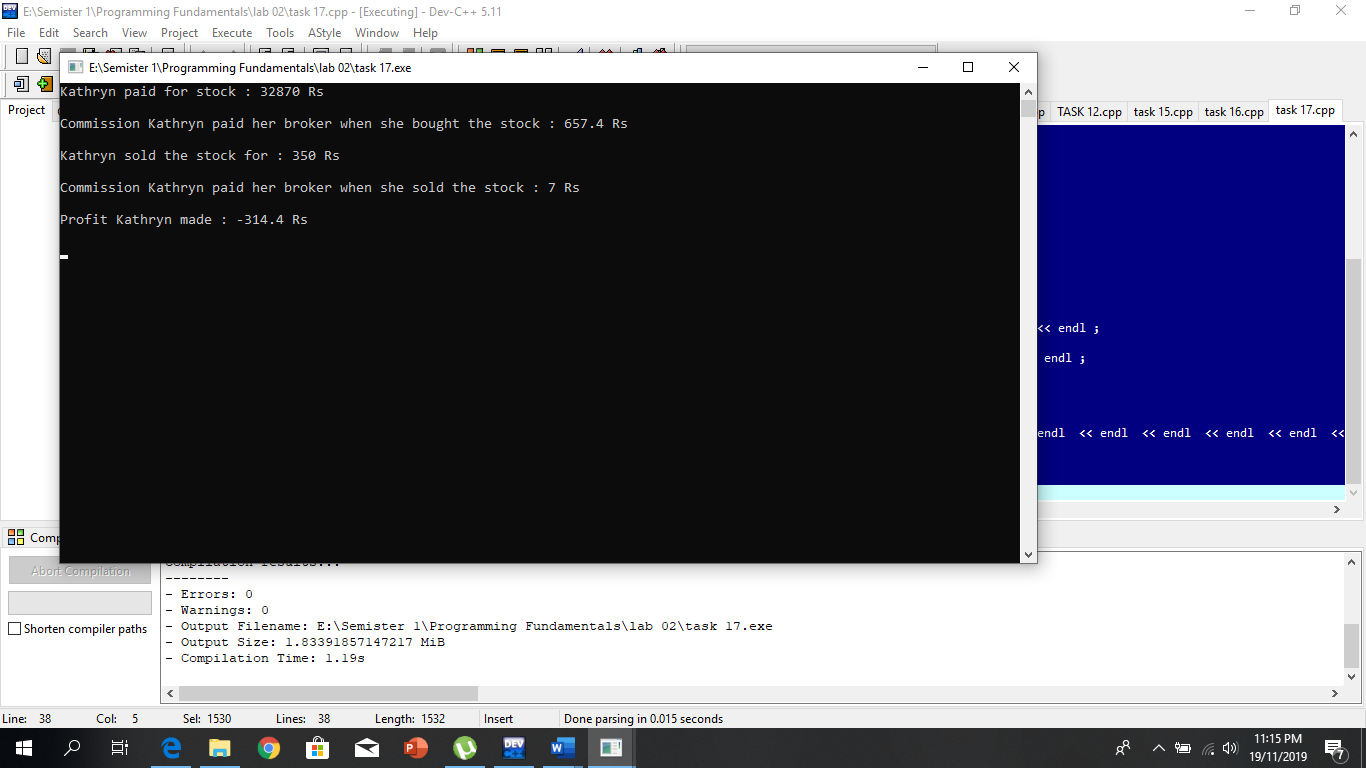 E:\Semister 1\Programming Fundamentals\lab 02\task 17.cpp - [Executing] - Dev-C++ 5.11
File Edit Search View Project Execute Tools AStyle Window Help
E:\Semister 1\Programming Fundamentals\lab 02\task 17.exe
Project
TASK 12.cpp task 15.cpp task 16.cpp task 17.cpp
Kathryn paid for stock : 32870 Rs
Commission Kathryn paid her broker when she bought the stock : 657.4 Rs
Kathryn sold the stock for : 350 Rs
Commission Kathryn paid her broker when she sold the stock : 7 Rs
Profit Kathryn made : -314.4 Rs
<< endl ;
endl ;
endl << endl << endl << endl << endl <<
Comp
Abort Compilation
Shorten compiler paths
Compilation results...
--------
- Errors: 0
- Warnings: 0
- Output Filename: E:\Semister 1\Programming Fundamentals\lab 02\task 17.exe
- Output Size: 1.83391857147217 MiB
- Compilation Time: 1.19s
Line: 38 Col: 5 Sel: 1530 Lines: 38 Length: 1532 Insert Done parsing in 0.015 seconds
DEV
11:15 PM
19/11/2019
7